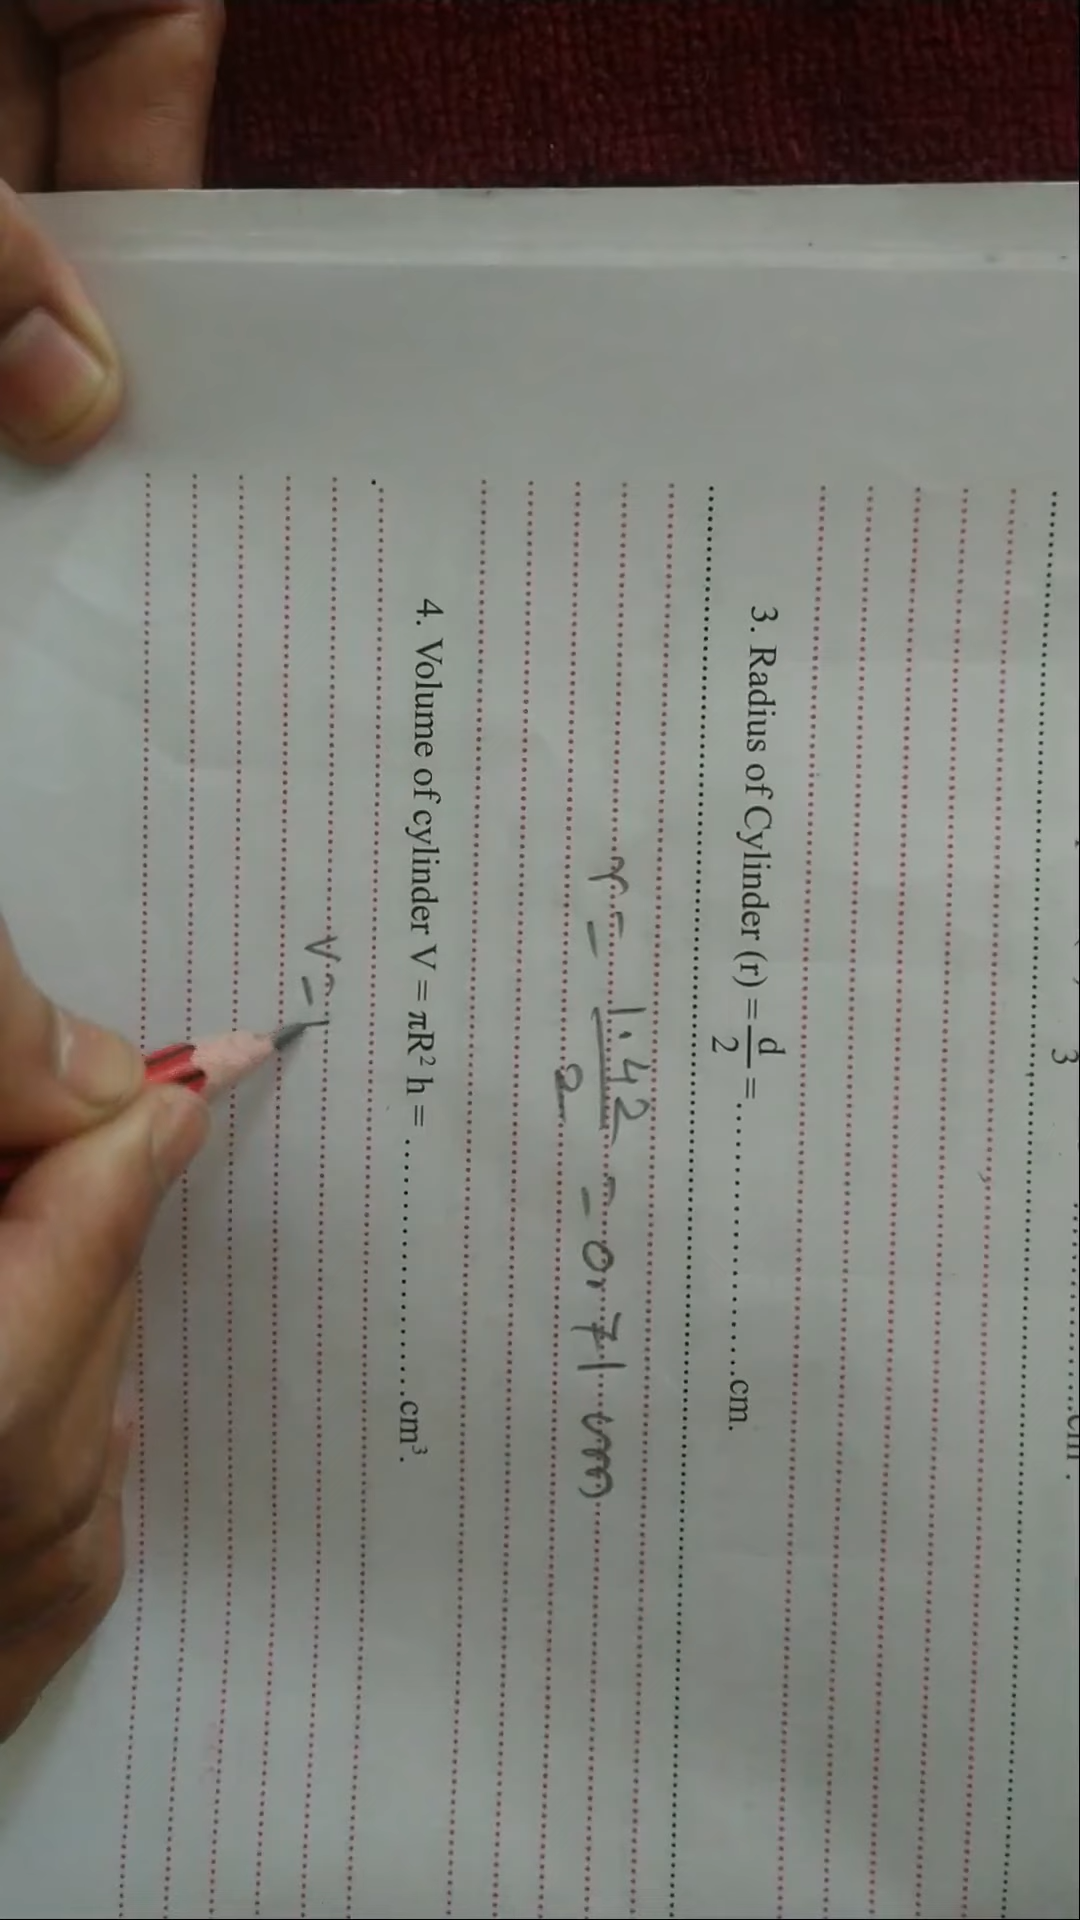 3
3. Radius of Cylinder (r) = d/2 = ....................cm.
r = 1.42/2 = 0.71 cm
4. Volume of cylinder V = πR² h = ....................cm³.
V =